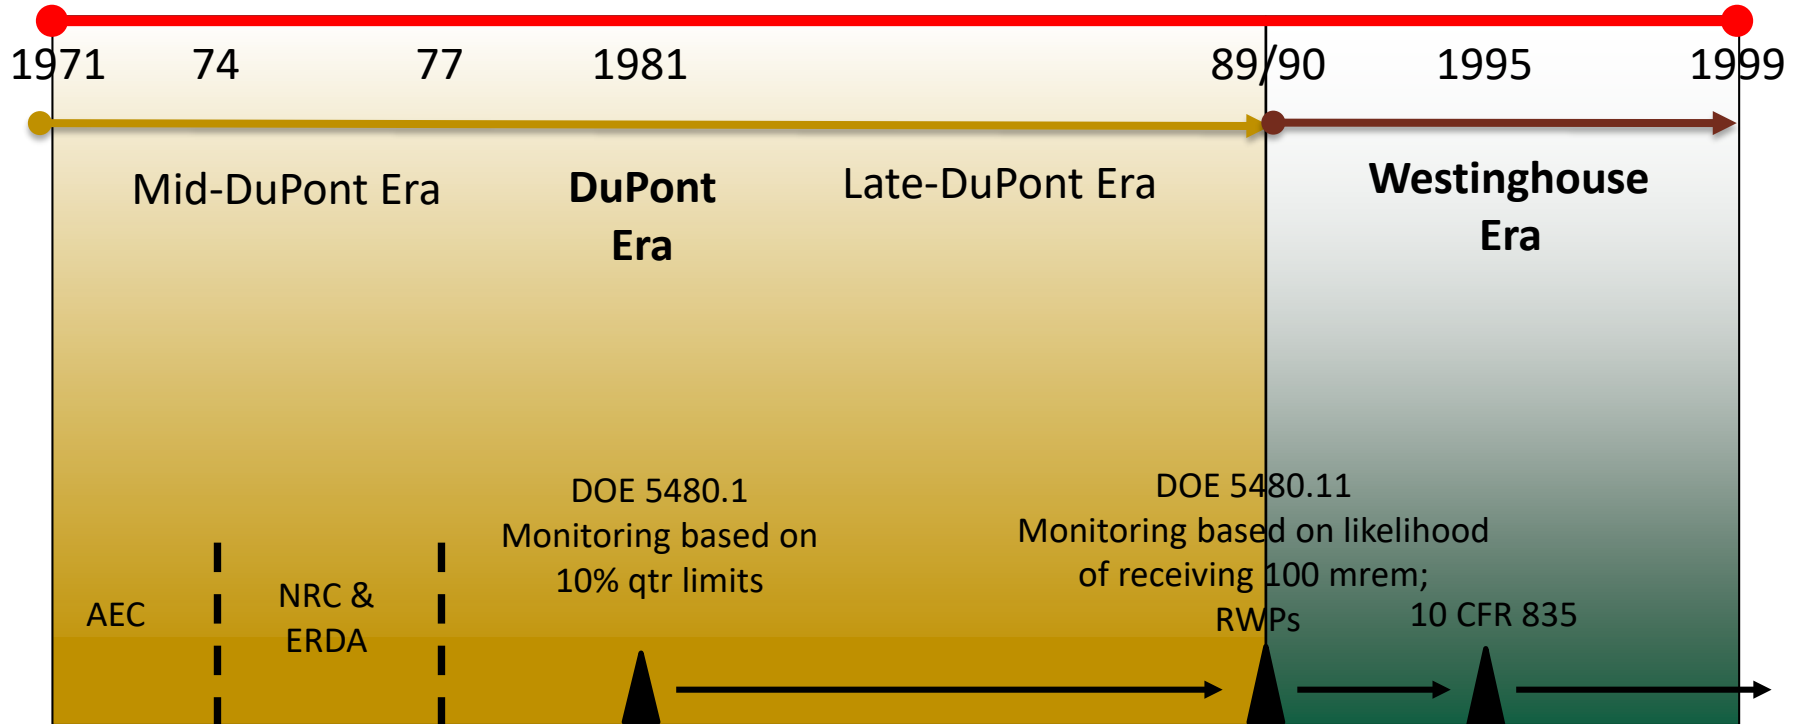 1971 74 77 1981 89/90 1995 1999
Mid-DuPont Era
DuPont
Era
Late-DuPont Era
Westinghouse
Era
AEC
NRC &
ERDA
DOE 5480.1
Monitoring based on
10% qtr limits
DOE 5480.11
Monitoring based on likelihood
of receiving 100 mrem;
RWPs
10 CFR 835